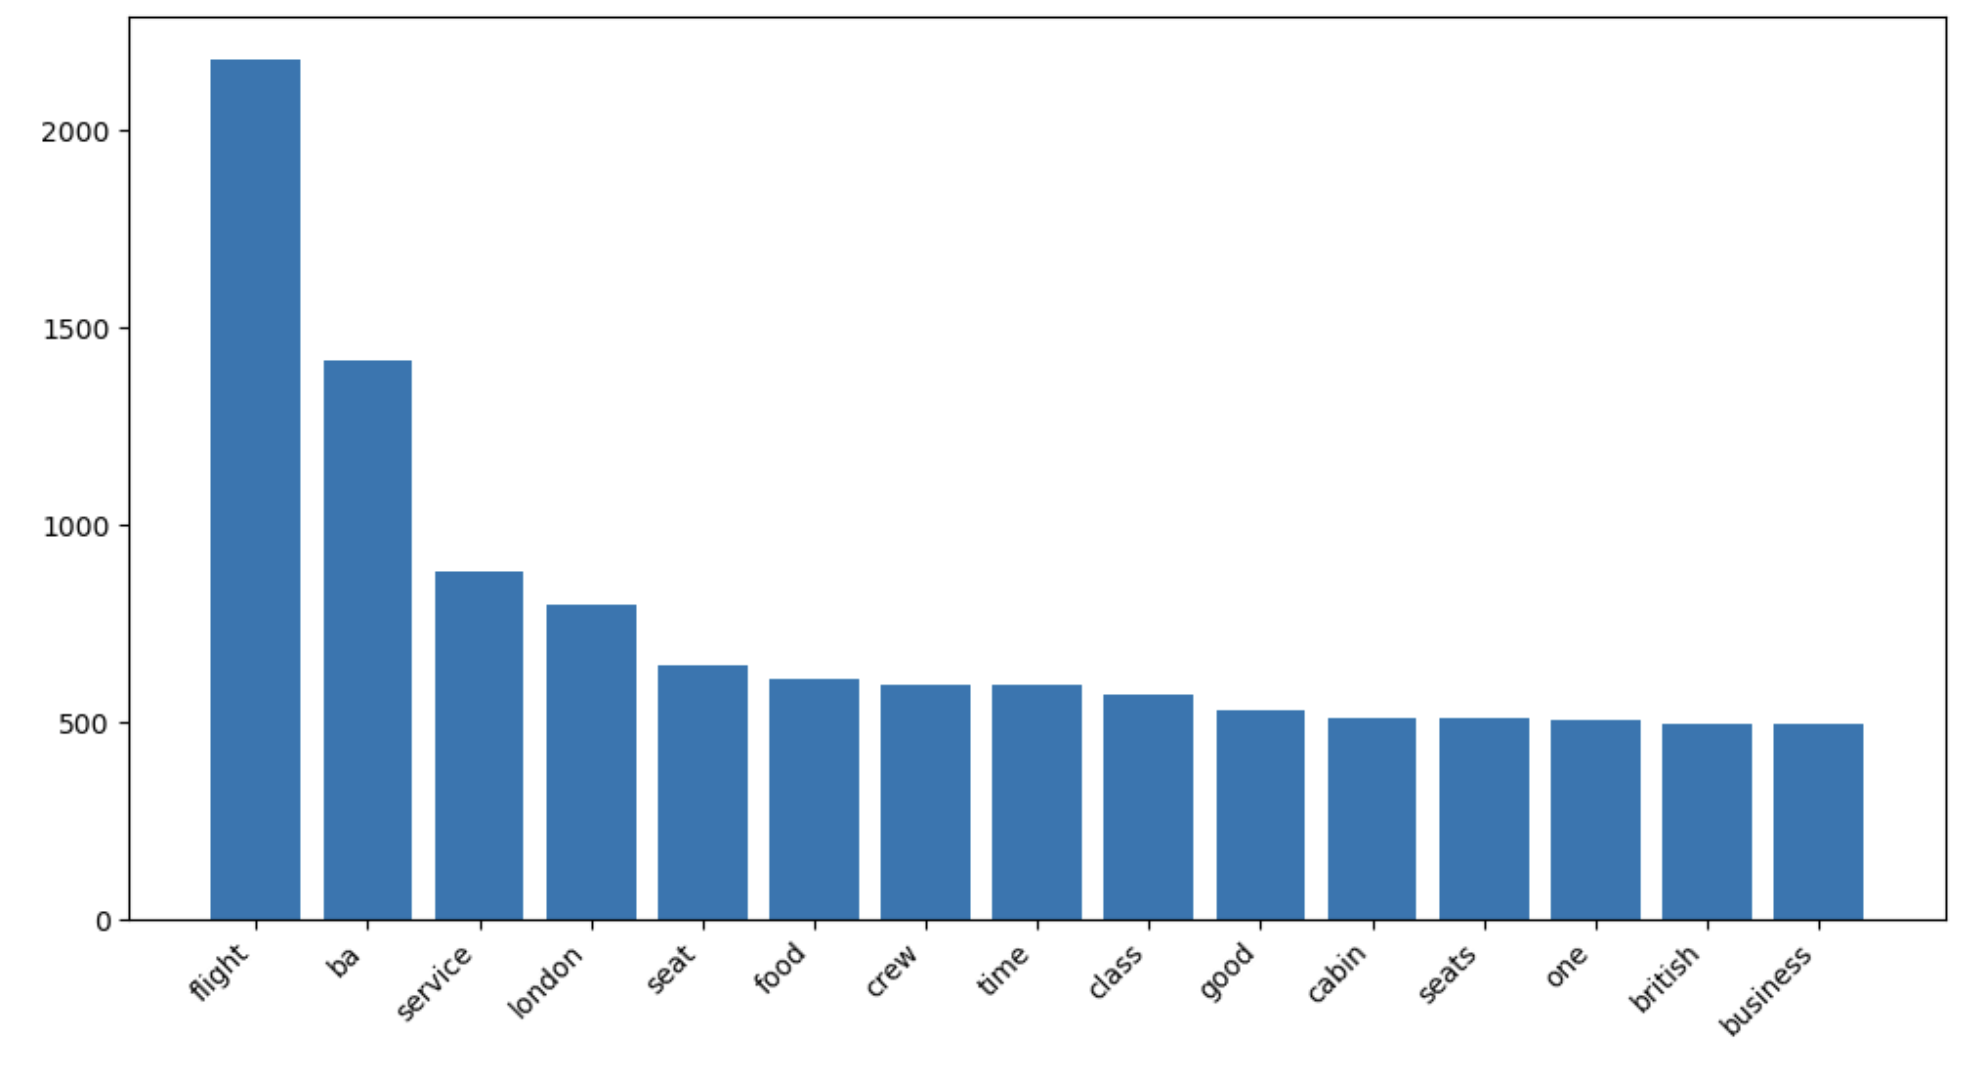 2000
1500
1000
500
0
flight
ba
service
london
seat
food
crew
time
class
good
cabin
seats
one
british
business